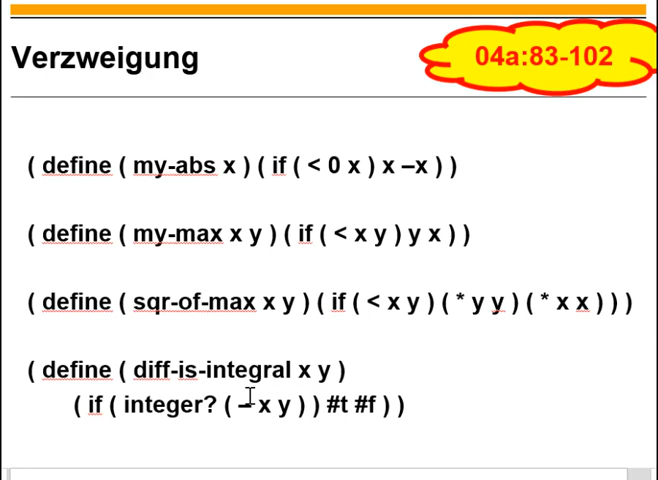 Verzweigung
04a:83-102
( define ( my-abs x ) ( if ( < 0 x ) x –x ) )
( define ( my-max x y ) ( if ( < x y ) y x ) )
( define ( sqr-of-max x y ) ( if ( < x y ) ( * y y ) ( * x x ) ) )
( define ( diff-is-integral x y )
( if ( integer? ( – x y ) ) #t #f ) )